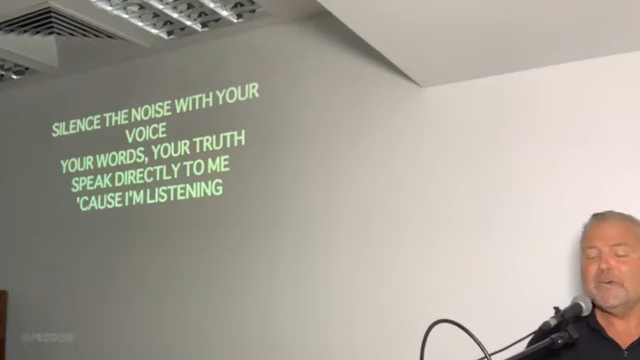 SILENCE THE NOISE WITH YOUR
VOICE
YOUR WORDS, YOUR TRUTH
SPEAK DIRECTLY TO ME
'CAUSE I'M LISTENING